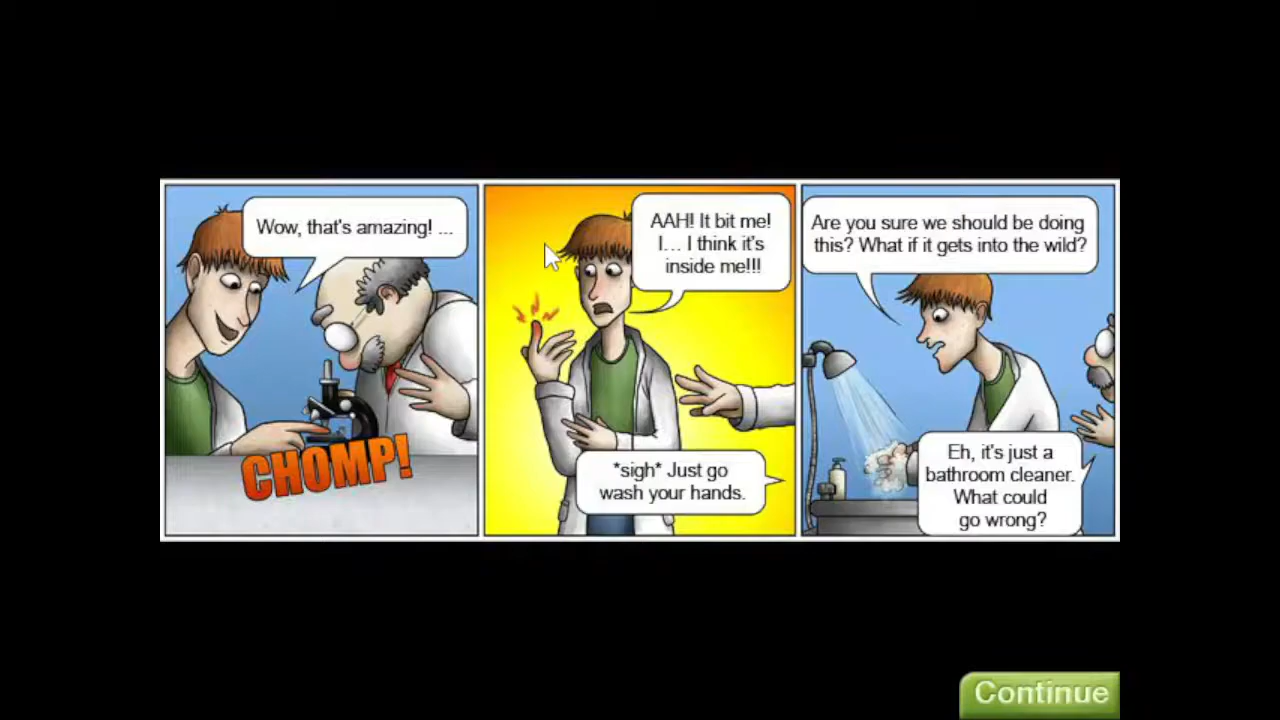 Wow, that's amazing! ...
CHOMP!
AAH! It bit me!
I... I think it's
inside me!!!
*sigh* Just go
wash your hands.
Are you sure we should be doing
this? What if it gets into the wild?
Eh, it's just a
bathroom cleaner.
What could
go wrong?
Continue